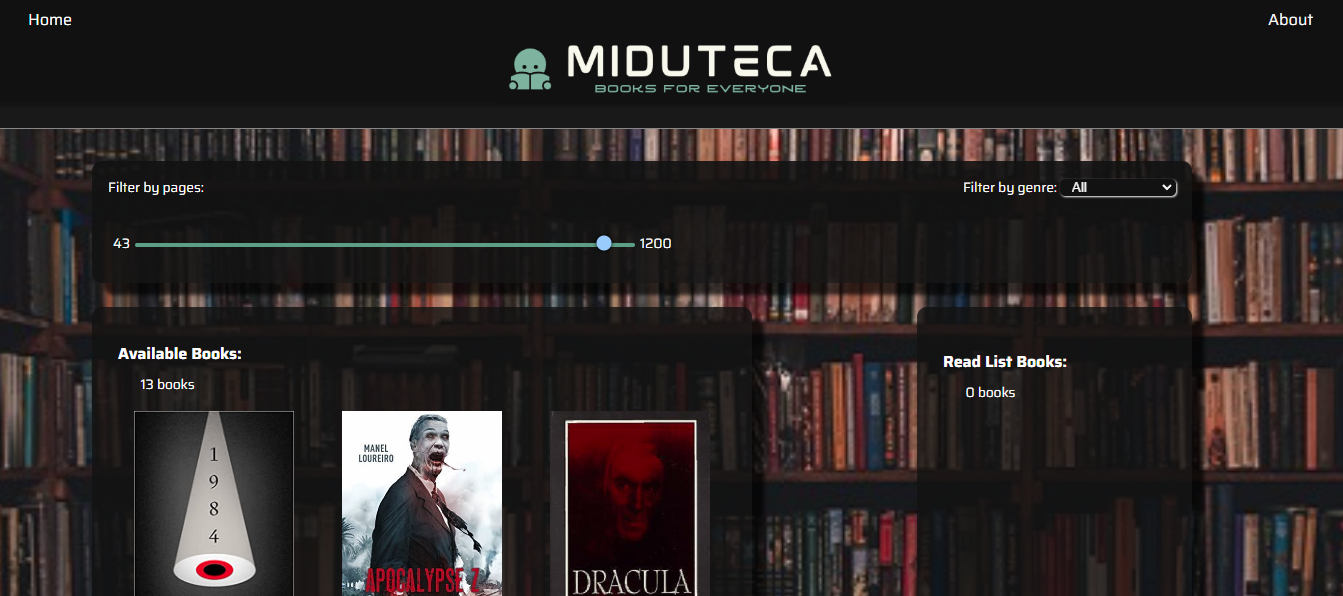 Home
About
MIDUTECA
BOOKS FOR EVERYONE
Filter by pages:
Filter by genre: All
43 1200
Available Books:
13 books
Read List Books:
0 books
1
9
8
4
MANEL
LOUREIRO
APOCALYPSE Z
DRACULA